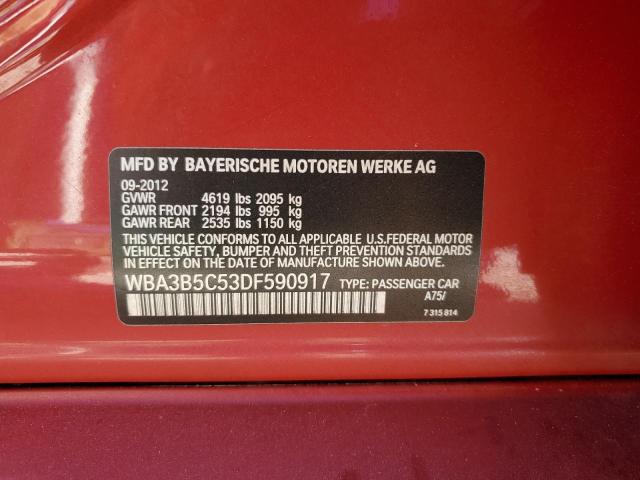 MFD BY BAYERISCHE MOTOREN WERKE AG
09-2012
GVWR 4619 lbs 2095 kg
GAWR FRONT 2194 lbs 995 kg
GAWR REAR 2535 lbs 1150 kg
THIS VEHICLE CONFORMS TO ALL APPLICABLE U.S.FEDERAL MOTOR
VEHICLE SAFETY, BUMPER AND THEFT PREVENTION STANDARDS
IN EFFECT ON THE DATE OF MANUFACTURE SHOWN ABOVE.
WBA3B5C53DF590917 TYPE: PASSENGER CAR
A75/
7 315 814